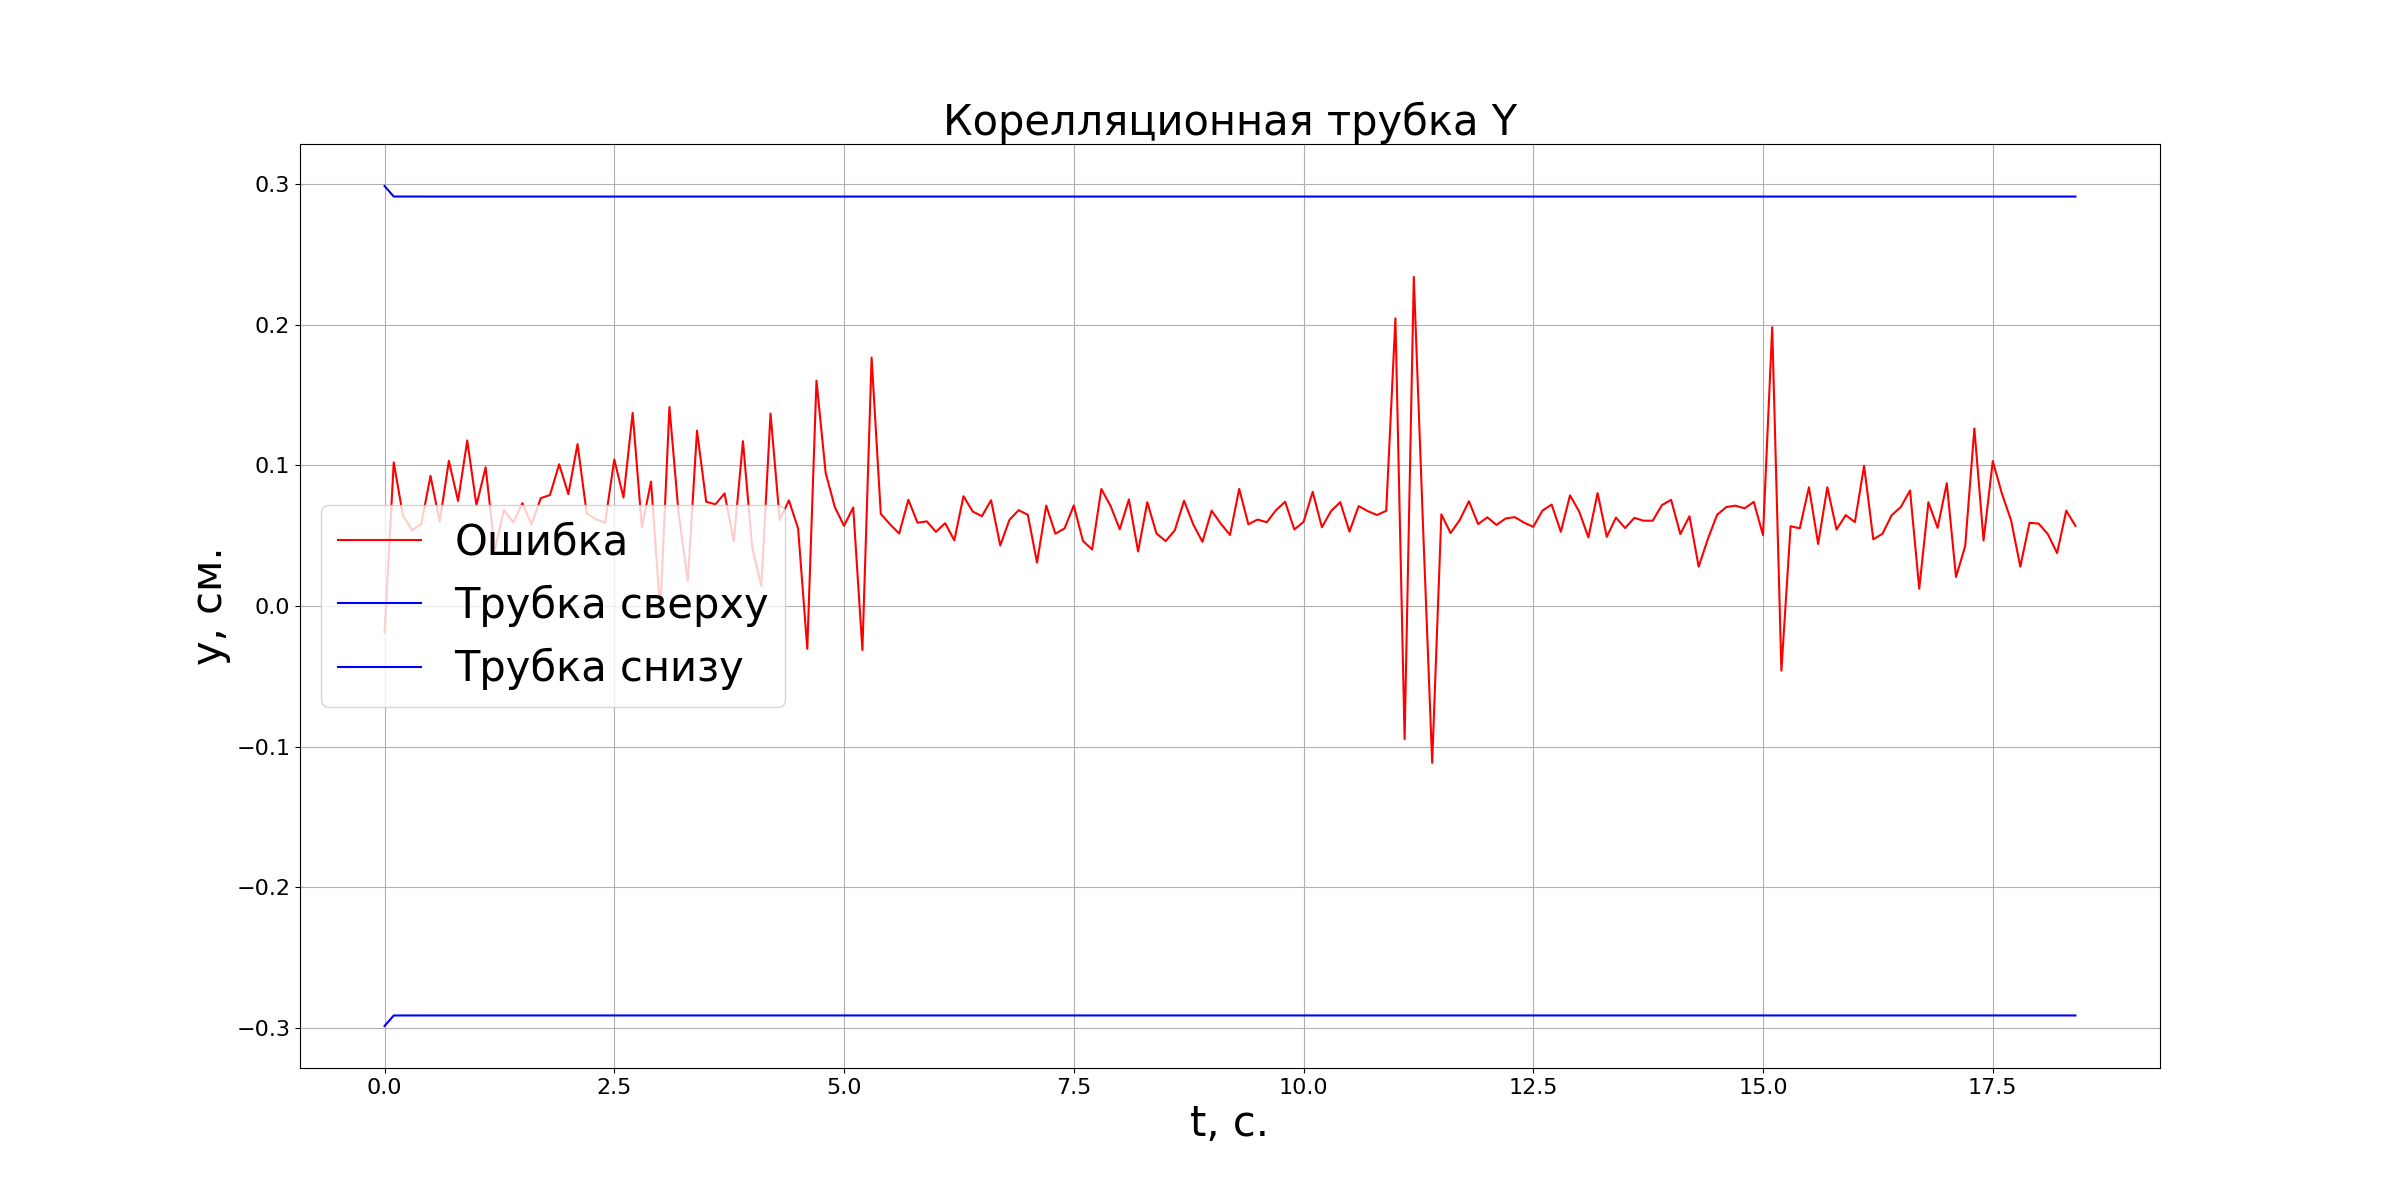 Корелляционная трубка Y
0.3
0.2
0.1
0.0
−0.1
−0.2
−0.3
y, см.
Ошибка
Трубка сверху
Трубка снизу
0.0 2.5 5.0 7.5 10.0 12.5 15.0 17.5
t, с.